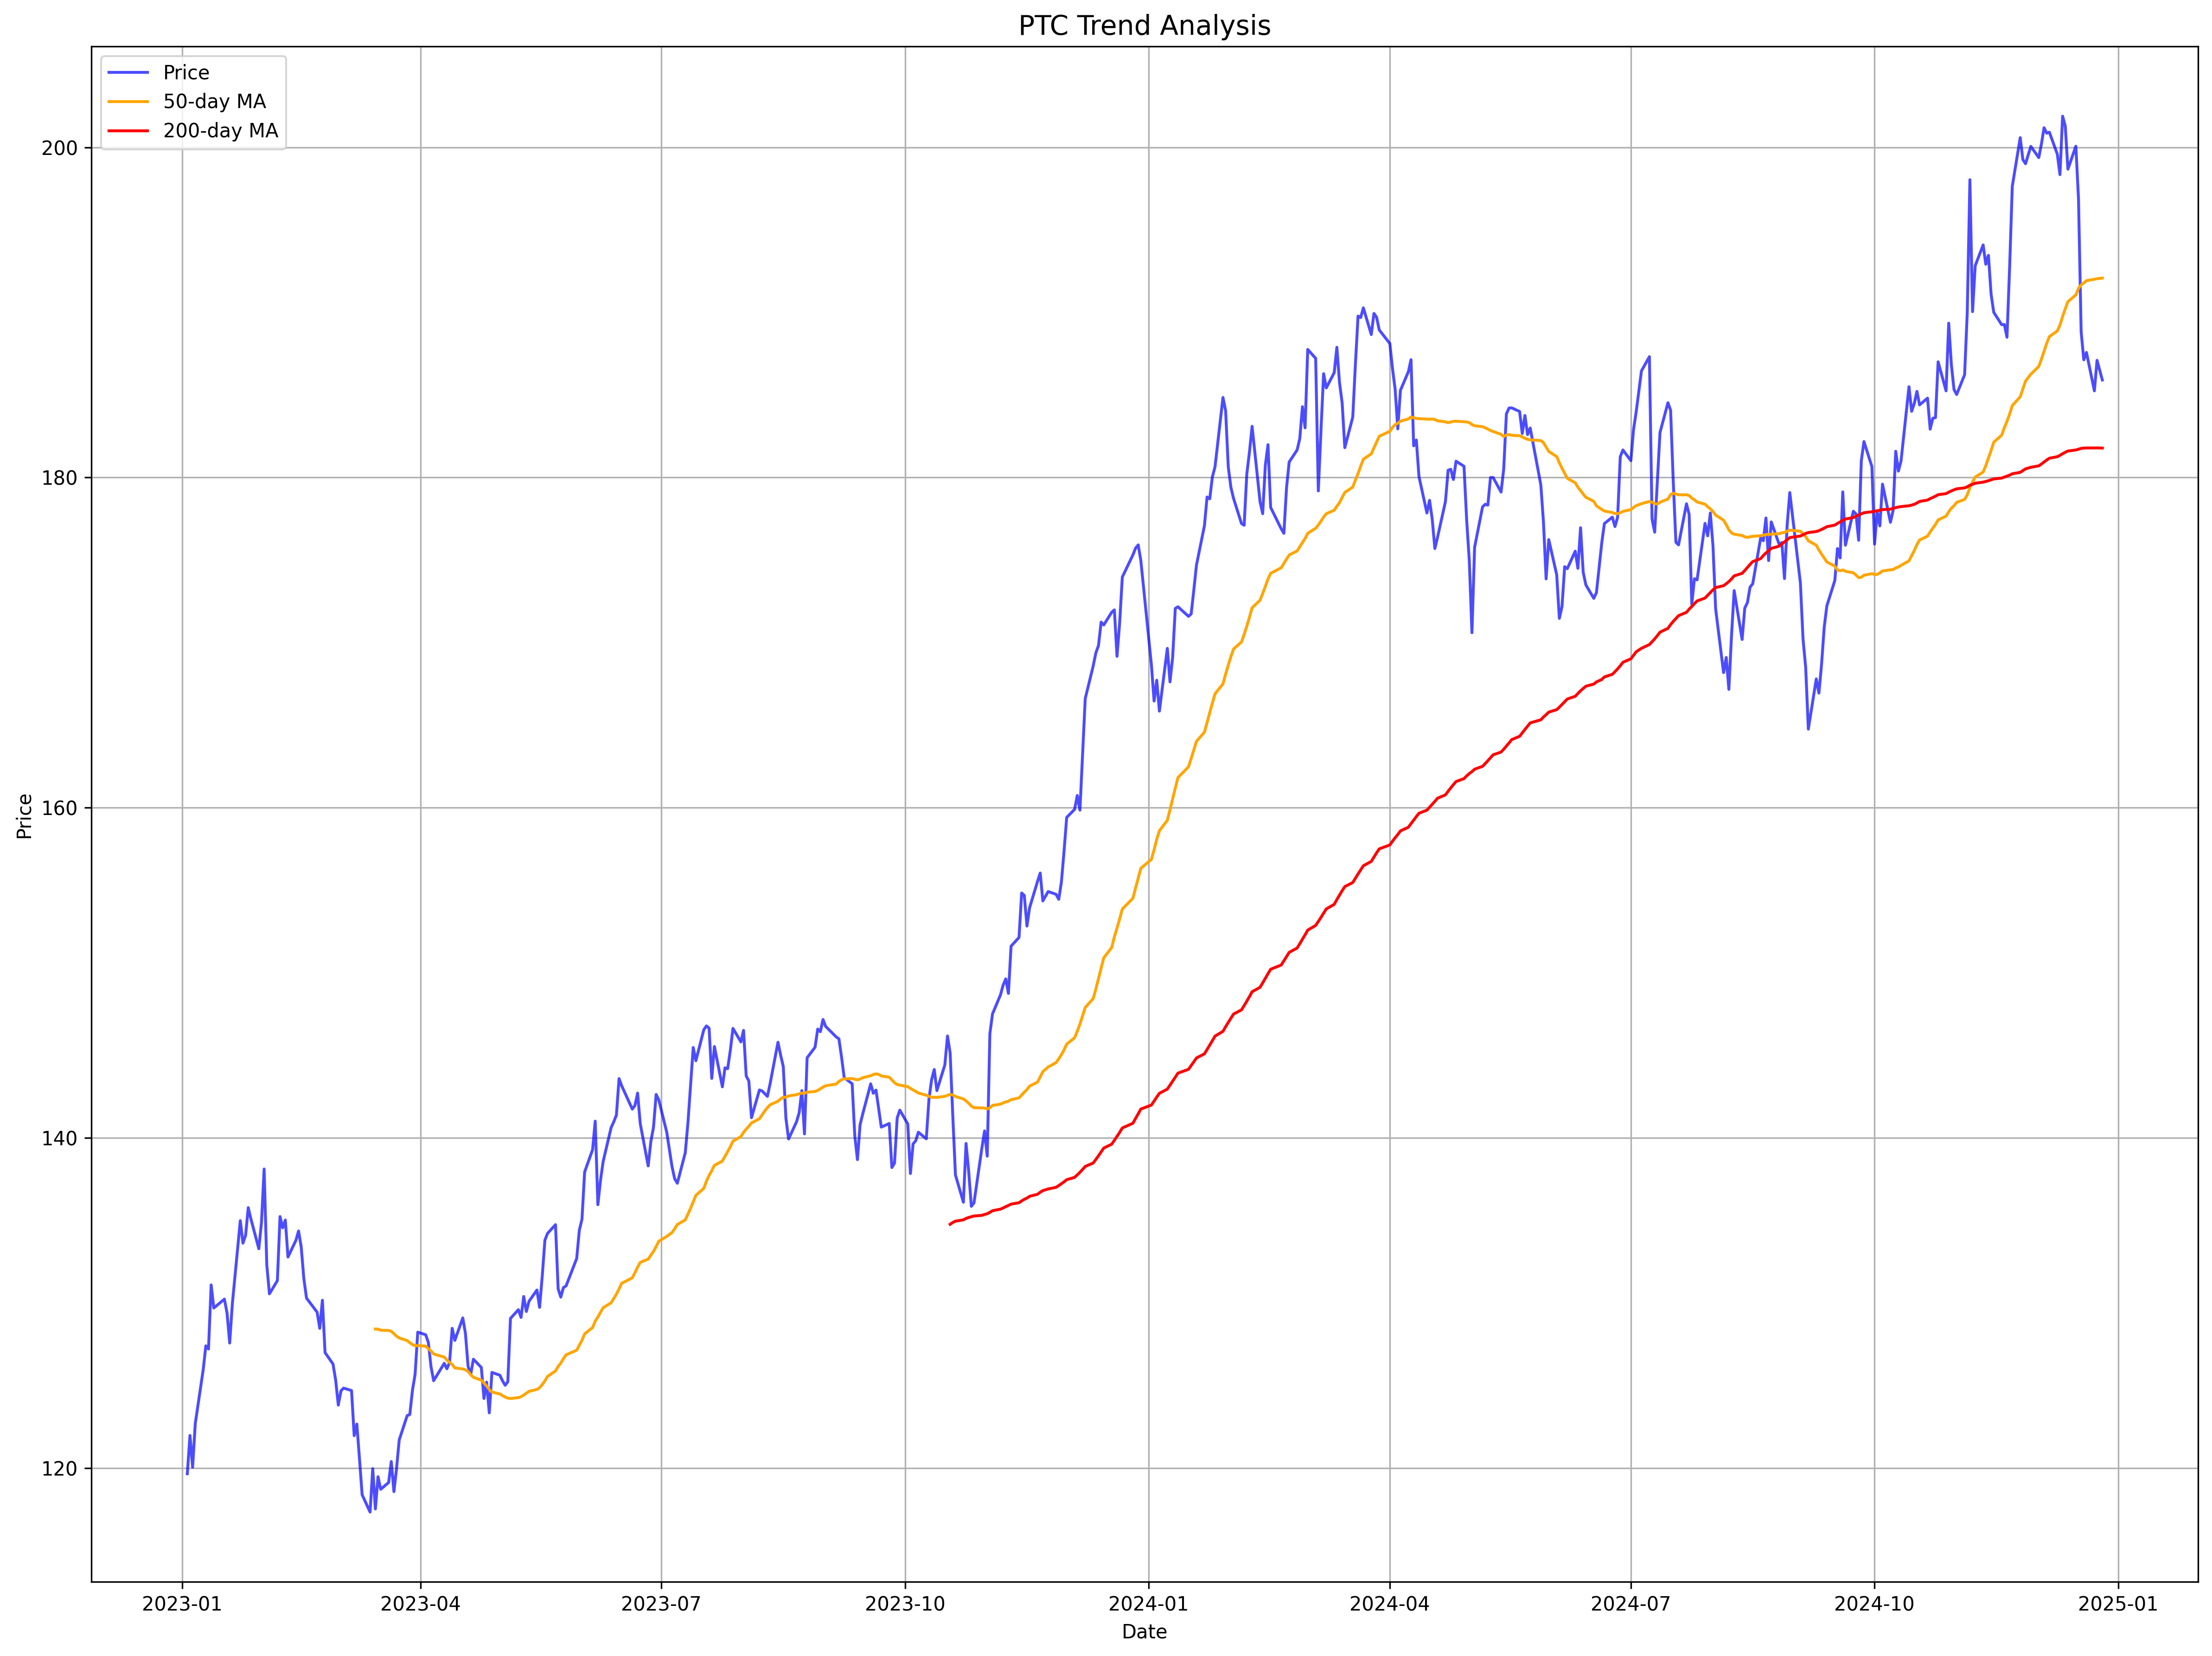 PTC Trend Analysis
Price
50-day MA
200-day MA
200
180
160
140
120
Price
2023-01
2023-04
2023-07
2023-10
2024-01
2024-04
2024-07
2024-10
2025-01
Date